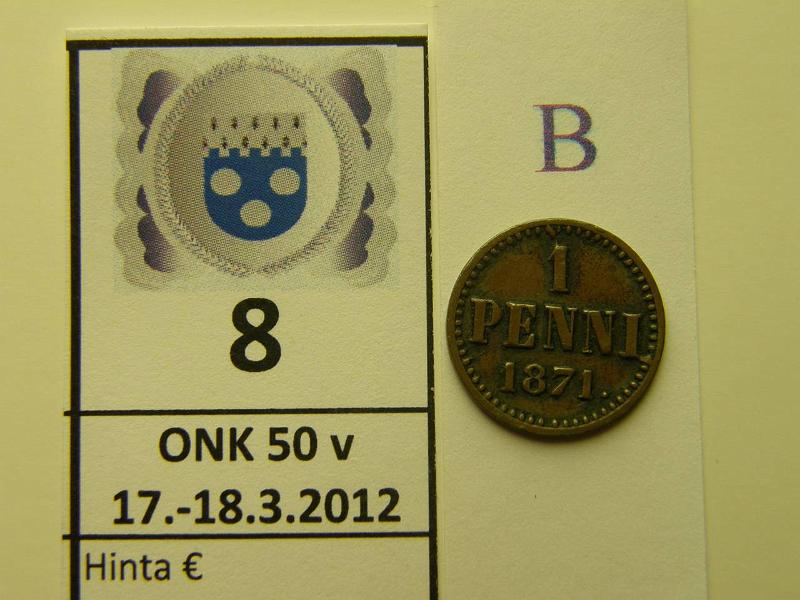 8
ONK 50 v
17.-18.3.2012
Hinta €
B
1
PENNI.
1871.